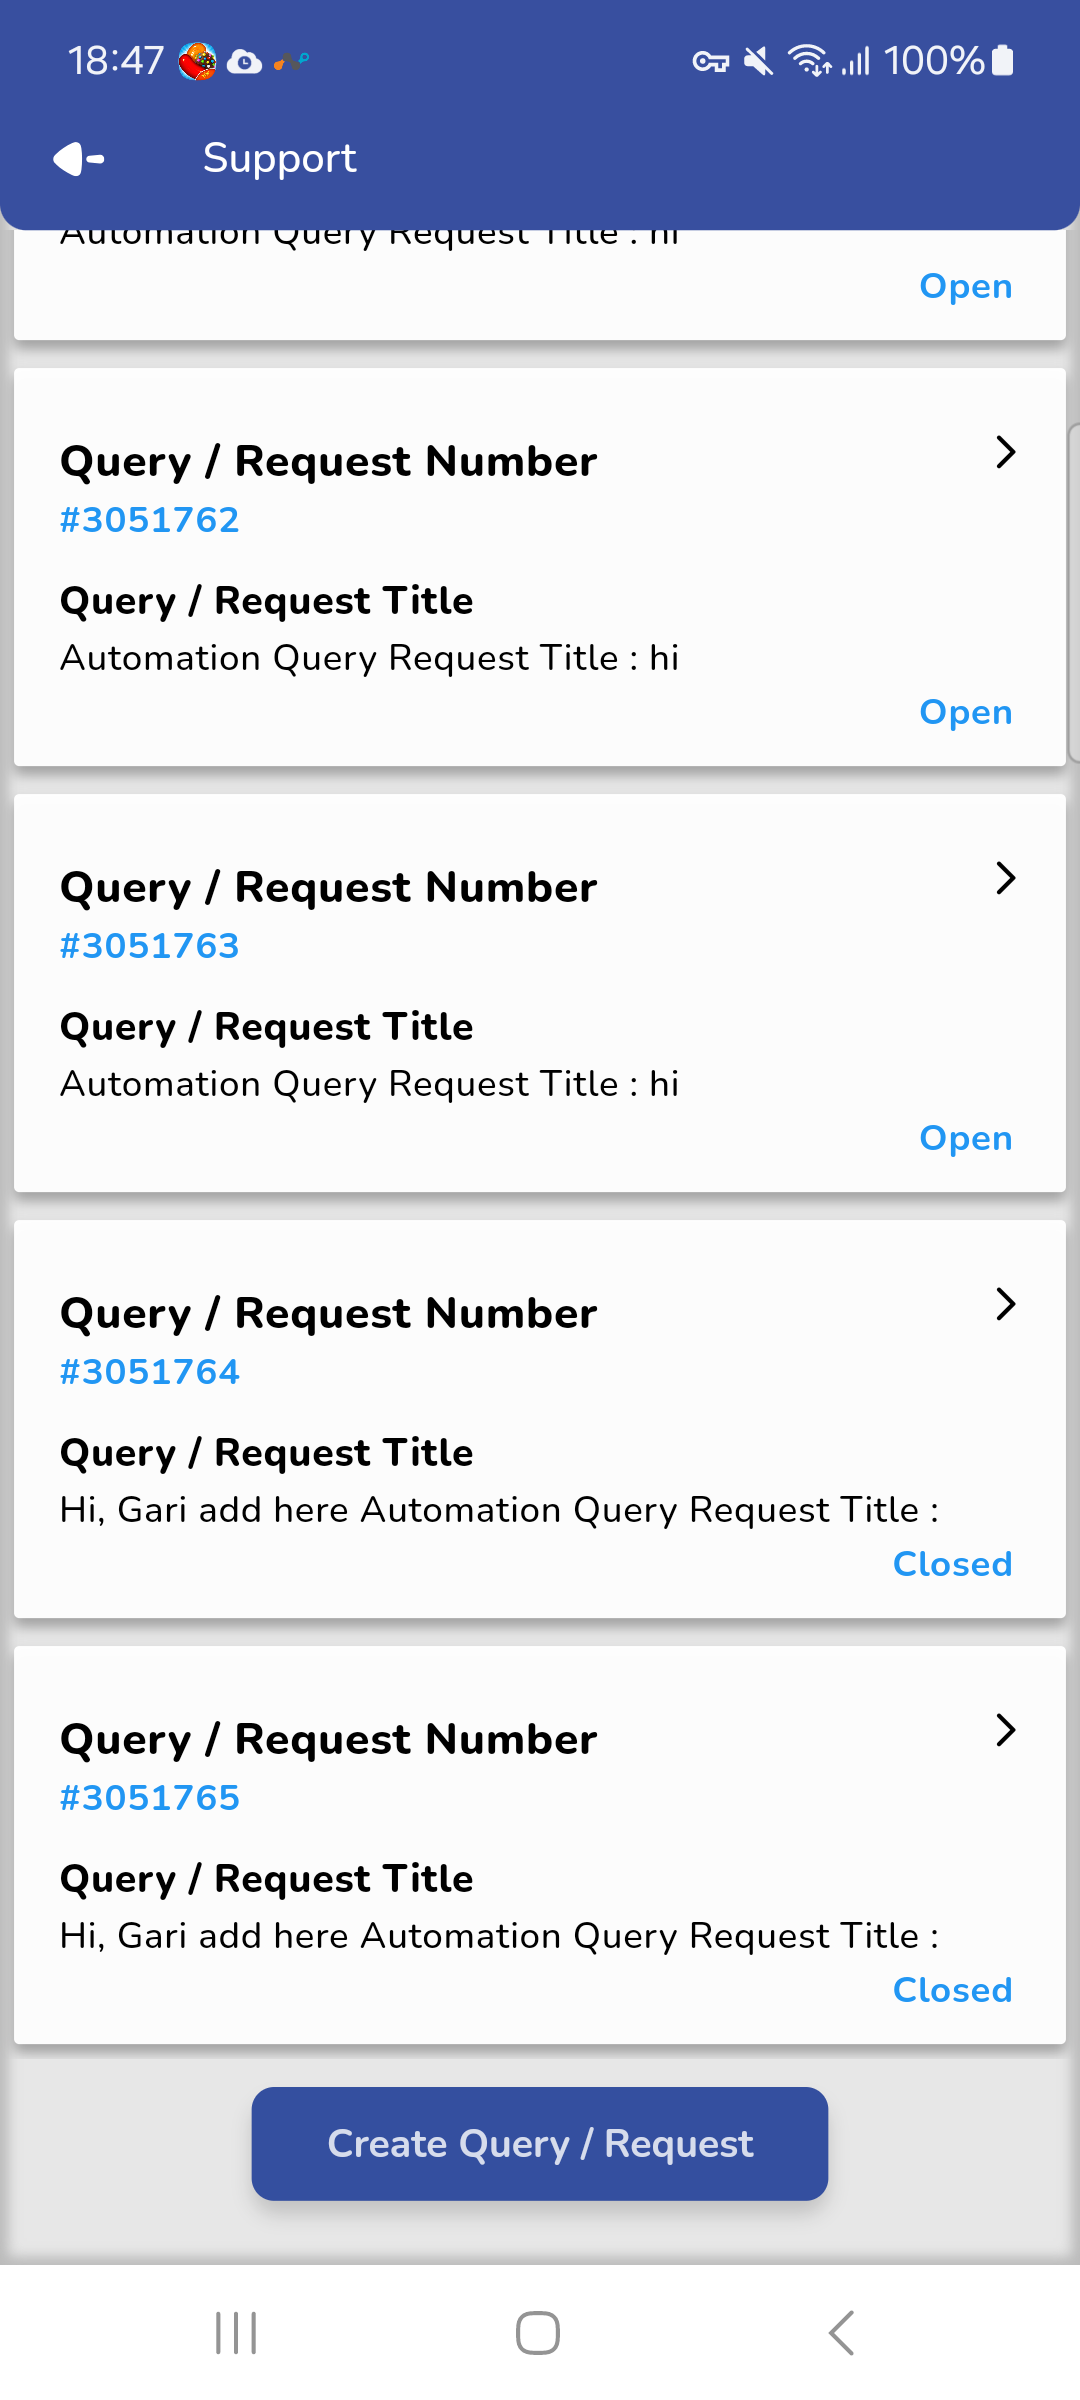 18:47
100%
Support
Automation Query Request Title : hi
Open
Query / Request Number
#3051762
Query / Request Title
Automation Query Request Title : hi
Open
Query / Request Number
#3051763
Query / Request Title
Automation Query Request Title : hi
Open
Query / Request Number
#3051764
Query / Request Title
Hi, Gari add here Automation Query Request Title :
Closed
Query / Request Number
#3051765
Query / Request Title
Hi, Gari add here Automation Query Request Title :
Closed
Create Query / Request